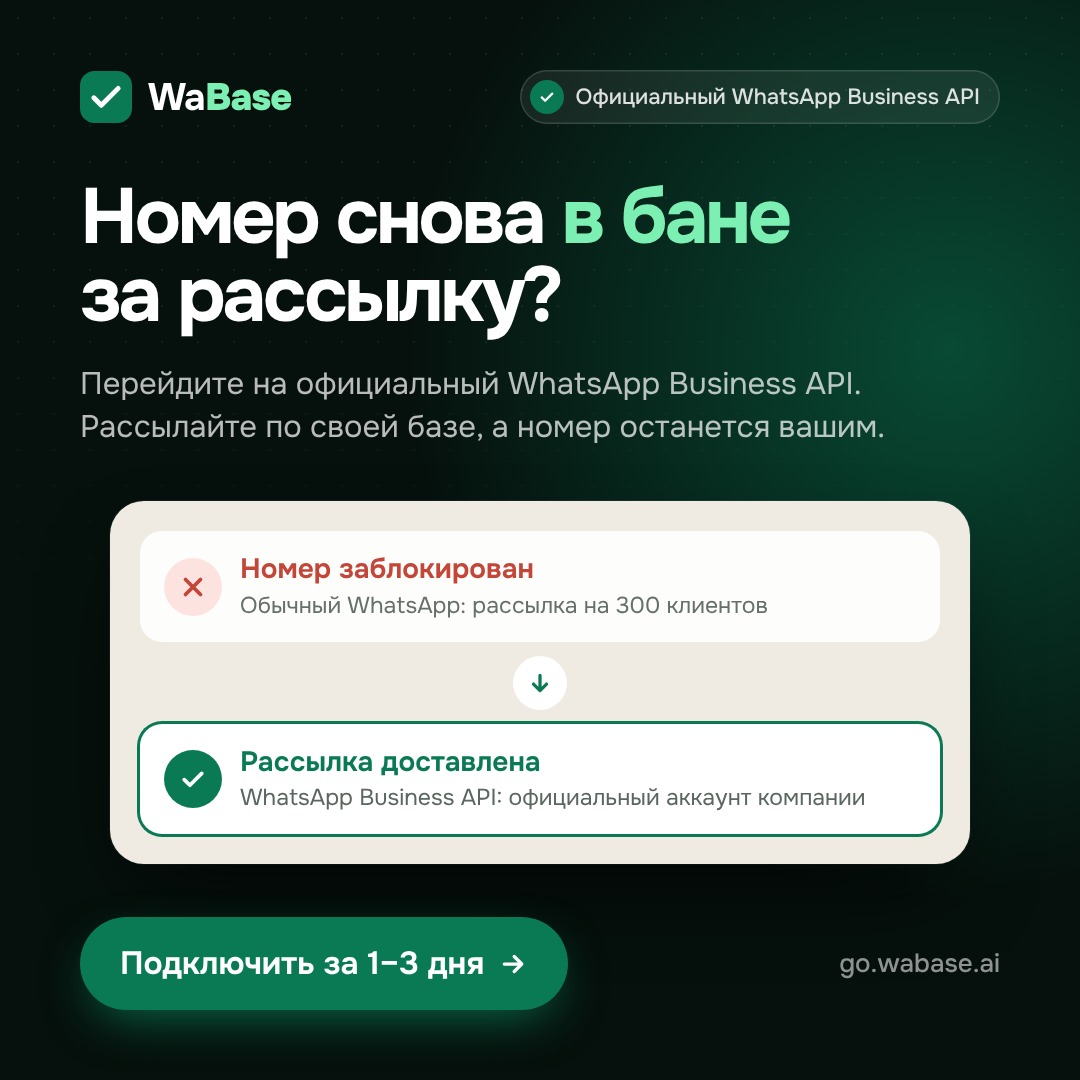 WaBase
Официальный WhatsApp Business API
Номер снова в бане
за рассылку?
Перейдите на официальный WhatsApp Business API.
Рассылайте по своей базе, а номер останется вашим.
Номер заблокирован
Обычный WhatsApp: рассылка на 300 клиентов
Рассылка доставлена
WhatsApp Business API: официальный аккаунт компании
Подключить за 1–3 дня →
go.wabase.ai